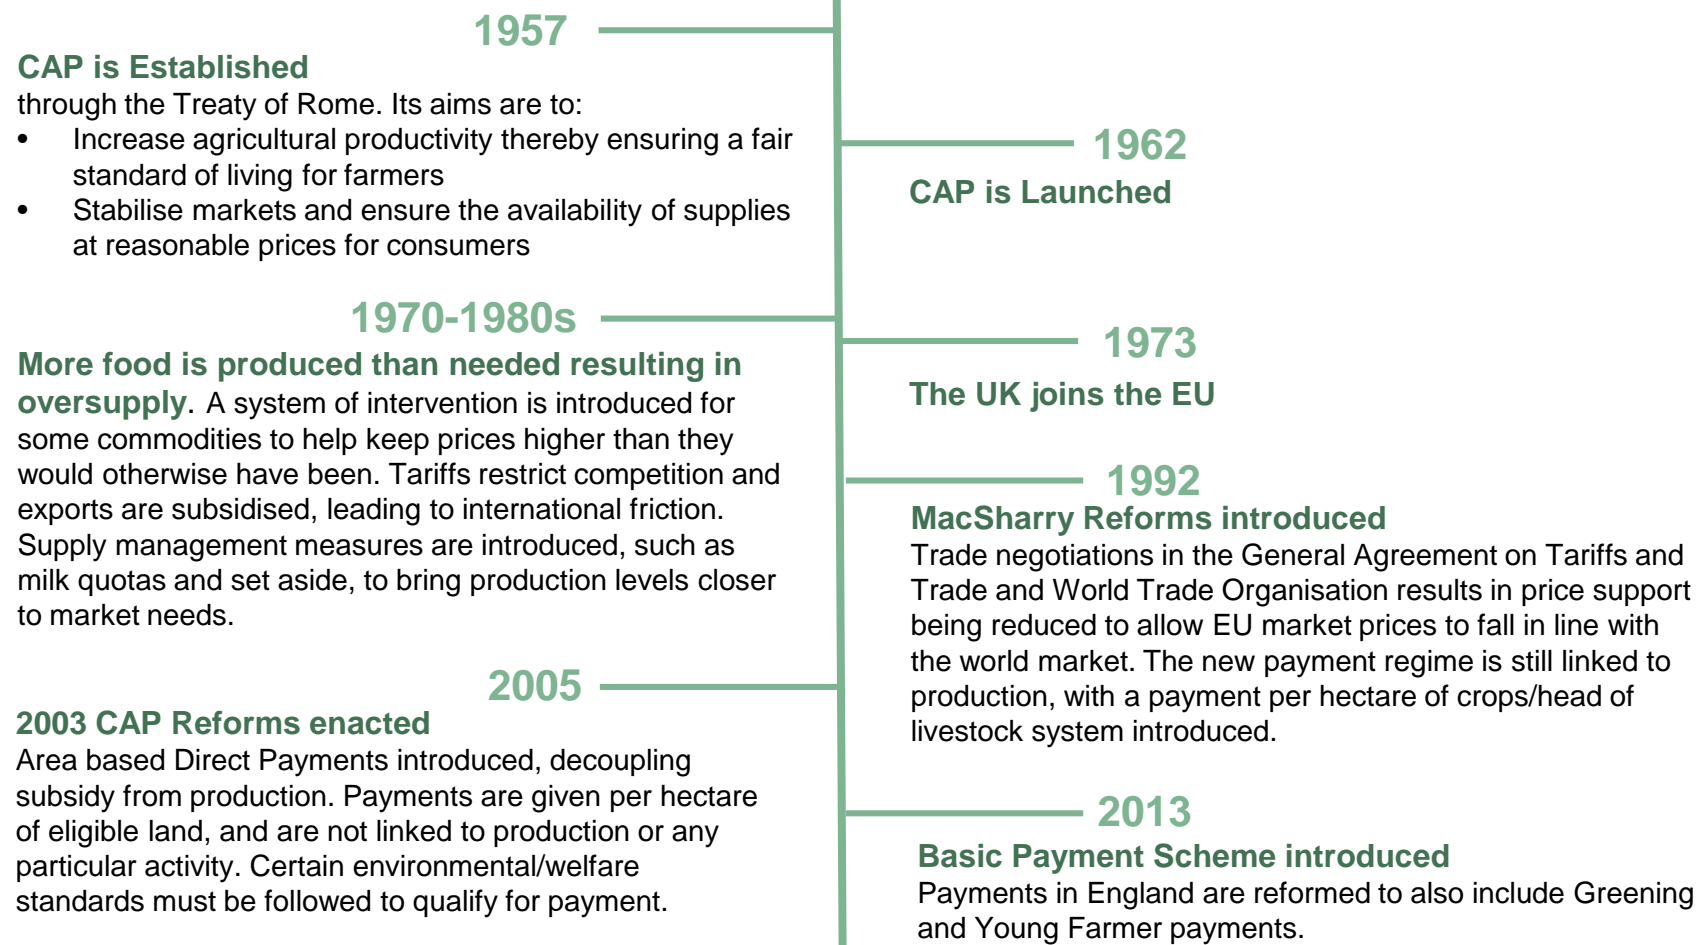 1957
CAP is Established
through the Treaty of Rome. Its aims are to:
• Increase agricultural productivity thereby ensuring a fair
standard of living for farmers
• Stabilise markets and ensure the availability of supplies
at reasonable prices for consumers
1962
CAP is Launched
1970-1980s
More food is produced than needed resulting in
oversupply. A system of intervention is introduced for
some commodities to help keep prices higher than they
would otherwise have been. Tariffs restrict competition and
exports are subsidised, leading to international friction.
Supply management measures are introduced, such as
milk quotas and set aside, to bring production levels closer
to market needs.
1973
The UK joins the EU
1992
MacSharry Reforms introduced
Trade negotiations in the General Agreement on Tariffs and
Trade and World Trade Organisation results in price support
being reduced to allow EU market prices to fall in line with
the world market. The new payment regime is still linked to
production, with a payment per hectare of crops/head of
livestock system introduced.
2005
2003 CAP Reforms enacted
Area based Direct Payments introduced, decoupling
subsidy from production. Payments are given per hectare
of eligible land, and are not linked to production or any
particular activity. Certain environmental/welfare
standards must be followed to qualify for payment.
2013
Basic Payment Scheme introduced
Payments in England are reformed to also include Greening
and Young Farmer payments.